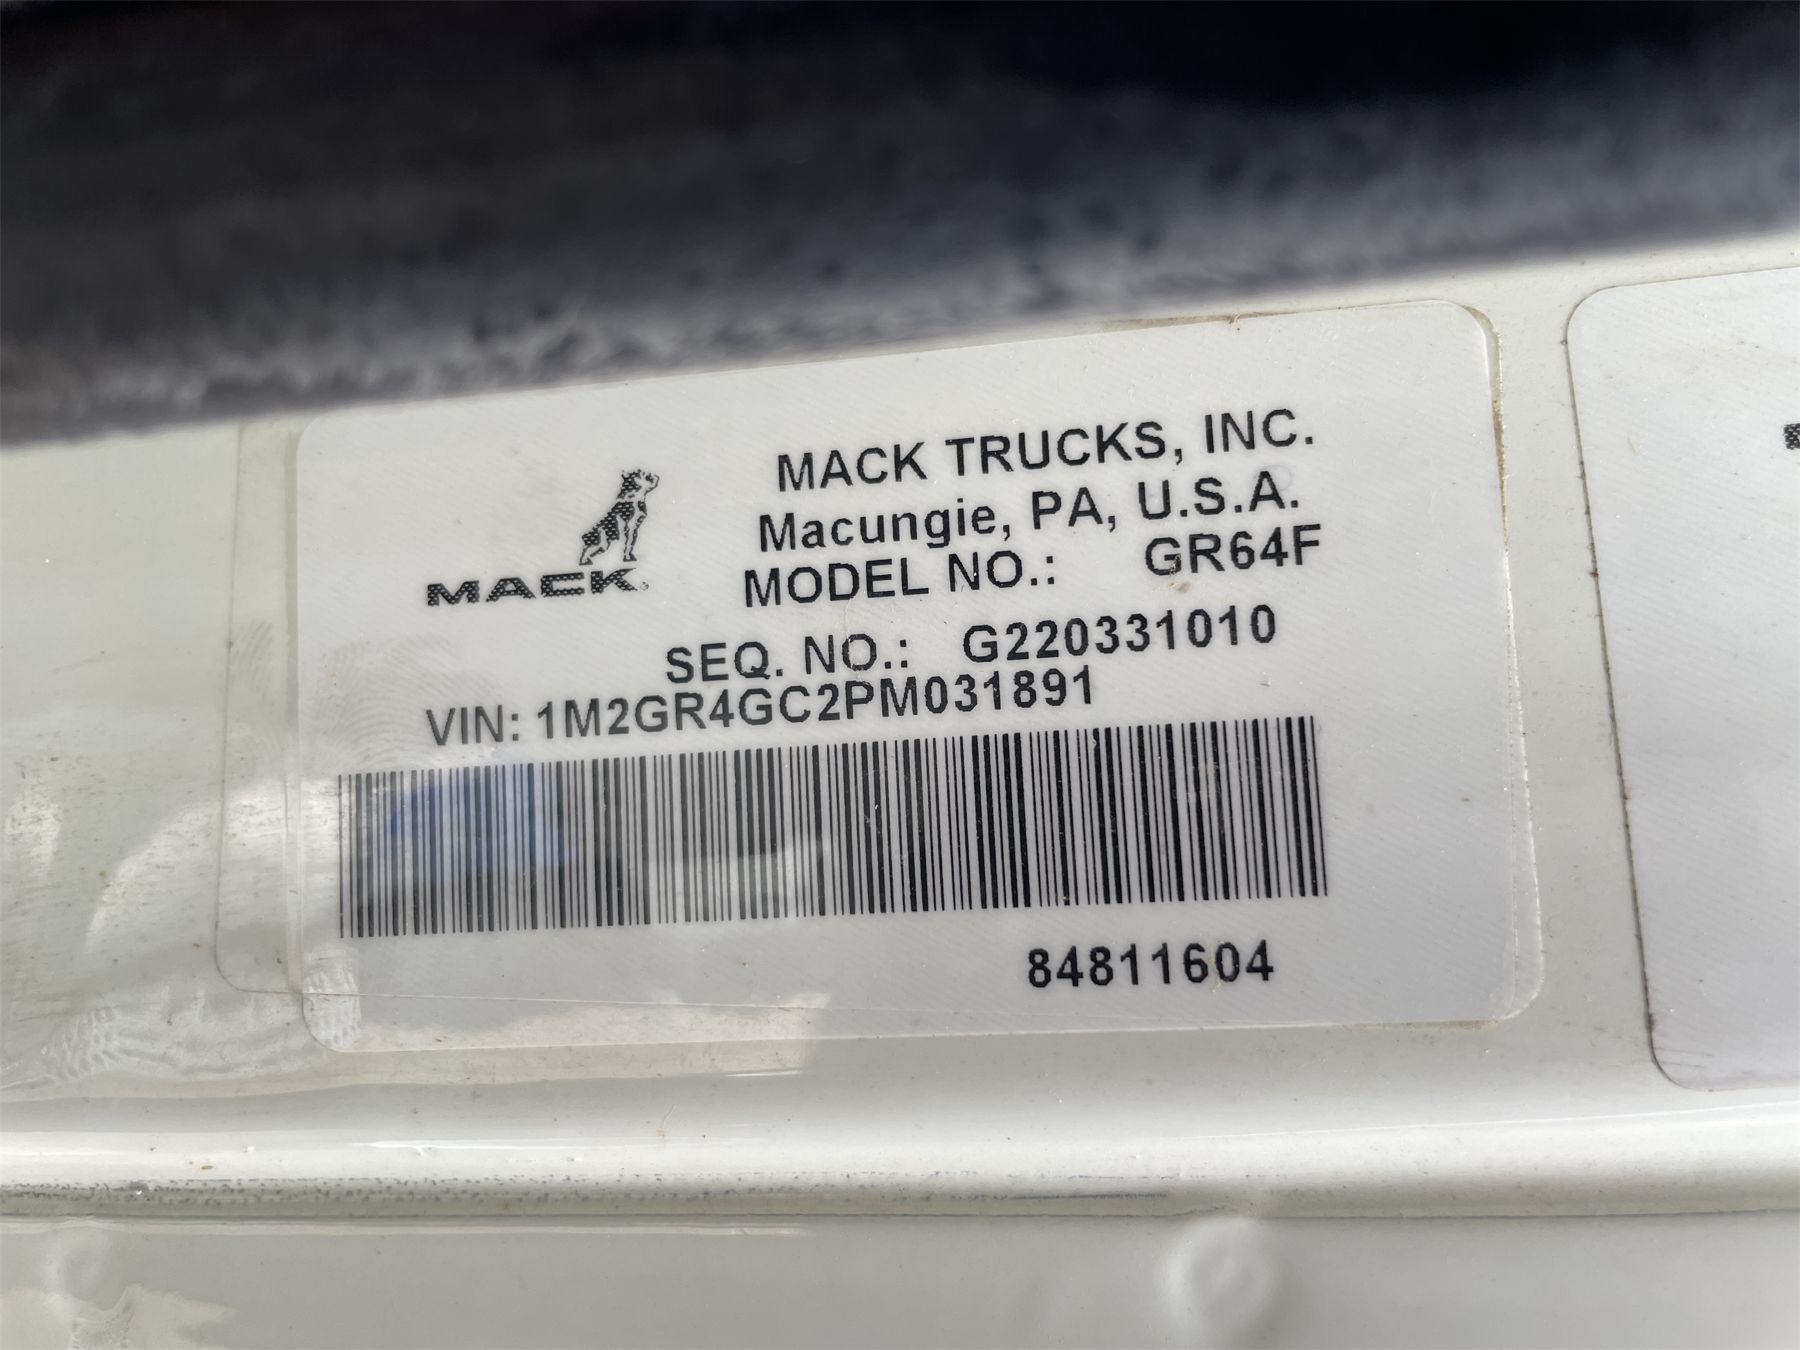 MACK TRUCKS, INC.
Macungie, PA, U.S.A.
MACK
MODEL NO.: GR64F
SEQ. NO.: G220331010
VIN: 1M2GR4GC2PM031891
84811604